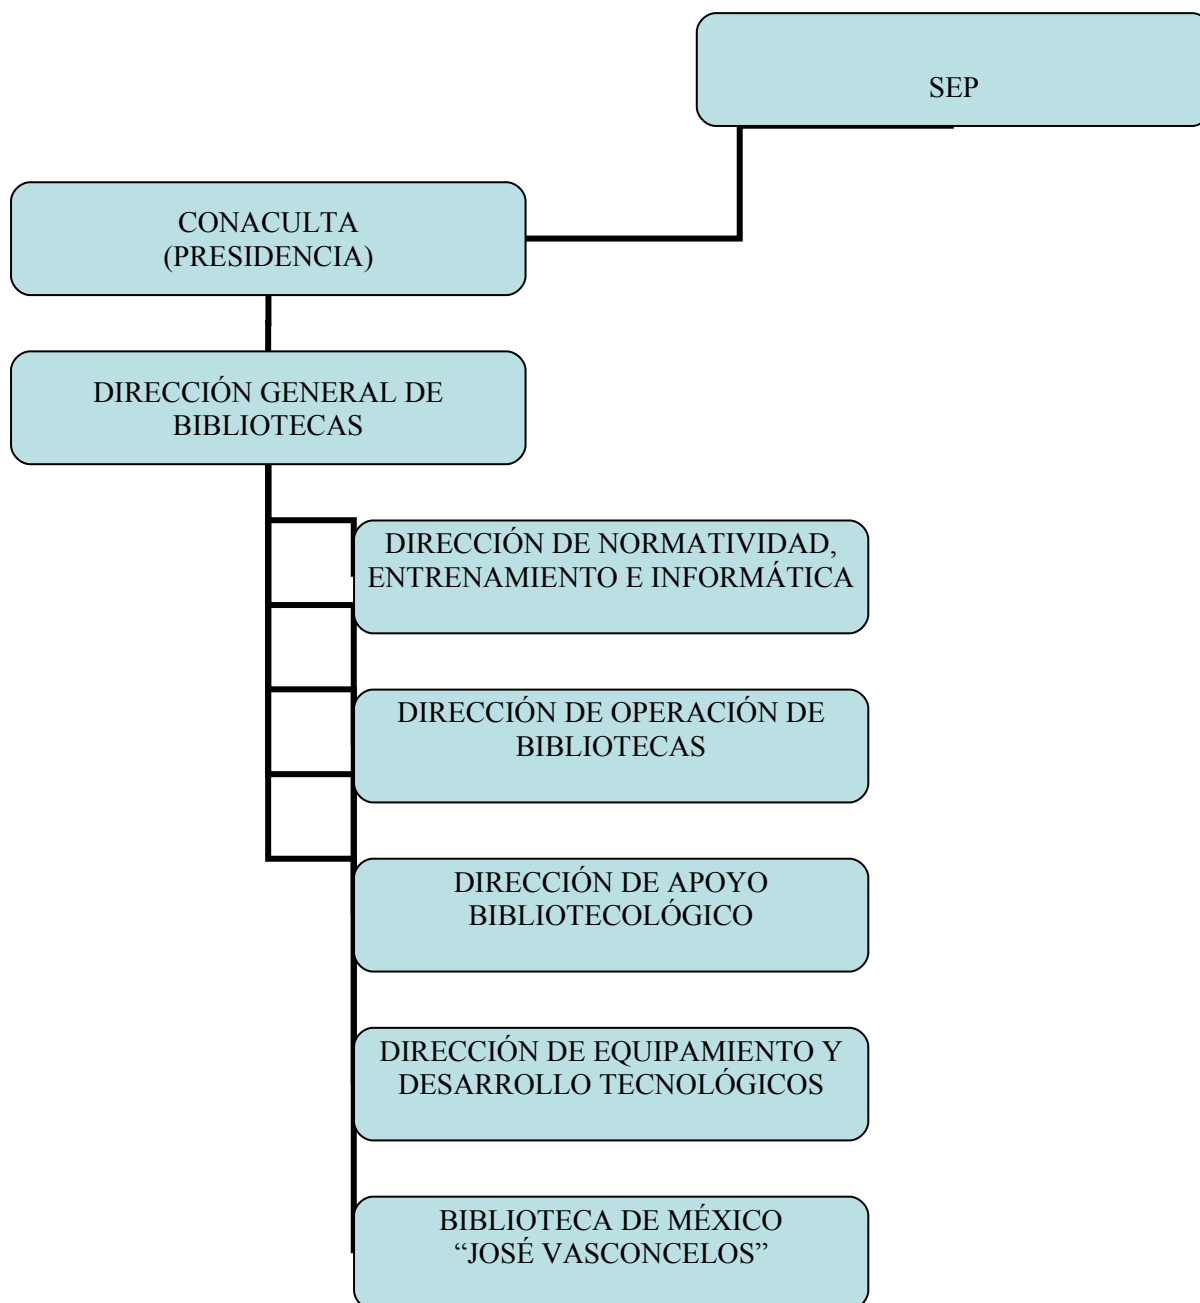 SEP
CONACULTA
(PRESIDENCIA)
DIRECCIÓN GENERAL DE
BIBLIOTECAS
DIRECCIÓN DE NORMATIVIDAD,
ENTRENAMIENTO E INFORMÁTICA
DIRECCIÓN DE OPERACIÓN DE
BIBLIOTECAS
DIRECCIÓN DE APOYO
BIBLIOTECOLÓGICO
DIRECCIÓN DE EQUIPAMIENTO Y
DESARROLLO TECNOLÓGICOS
BIBLIOTECA DE MÉXICO
“JOSÉ VASCONCELOS”